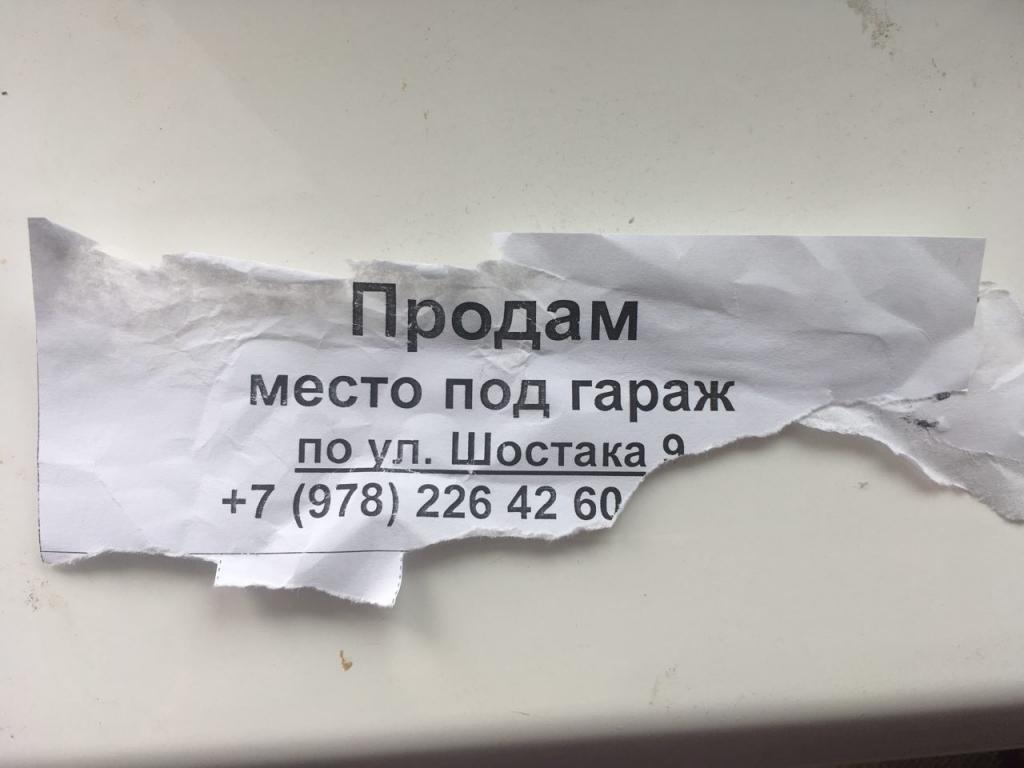 Продам
место под гараж
по ул. Шостака 9
+7 (978) 226 42 60